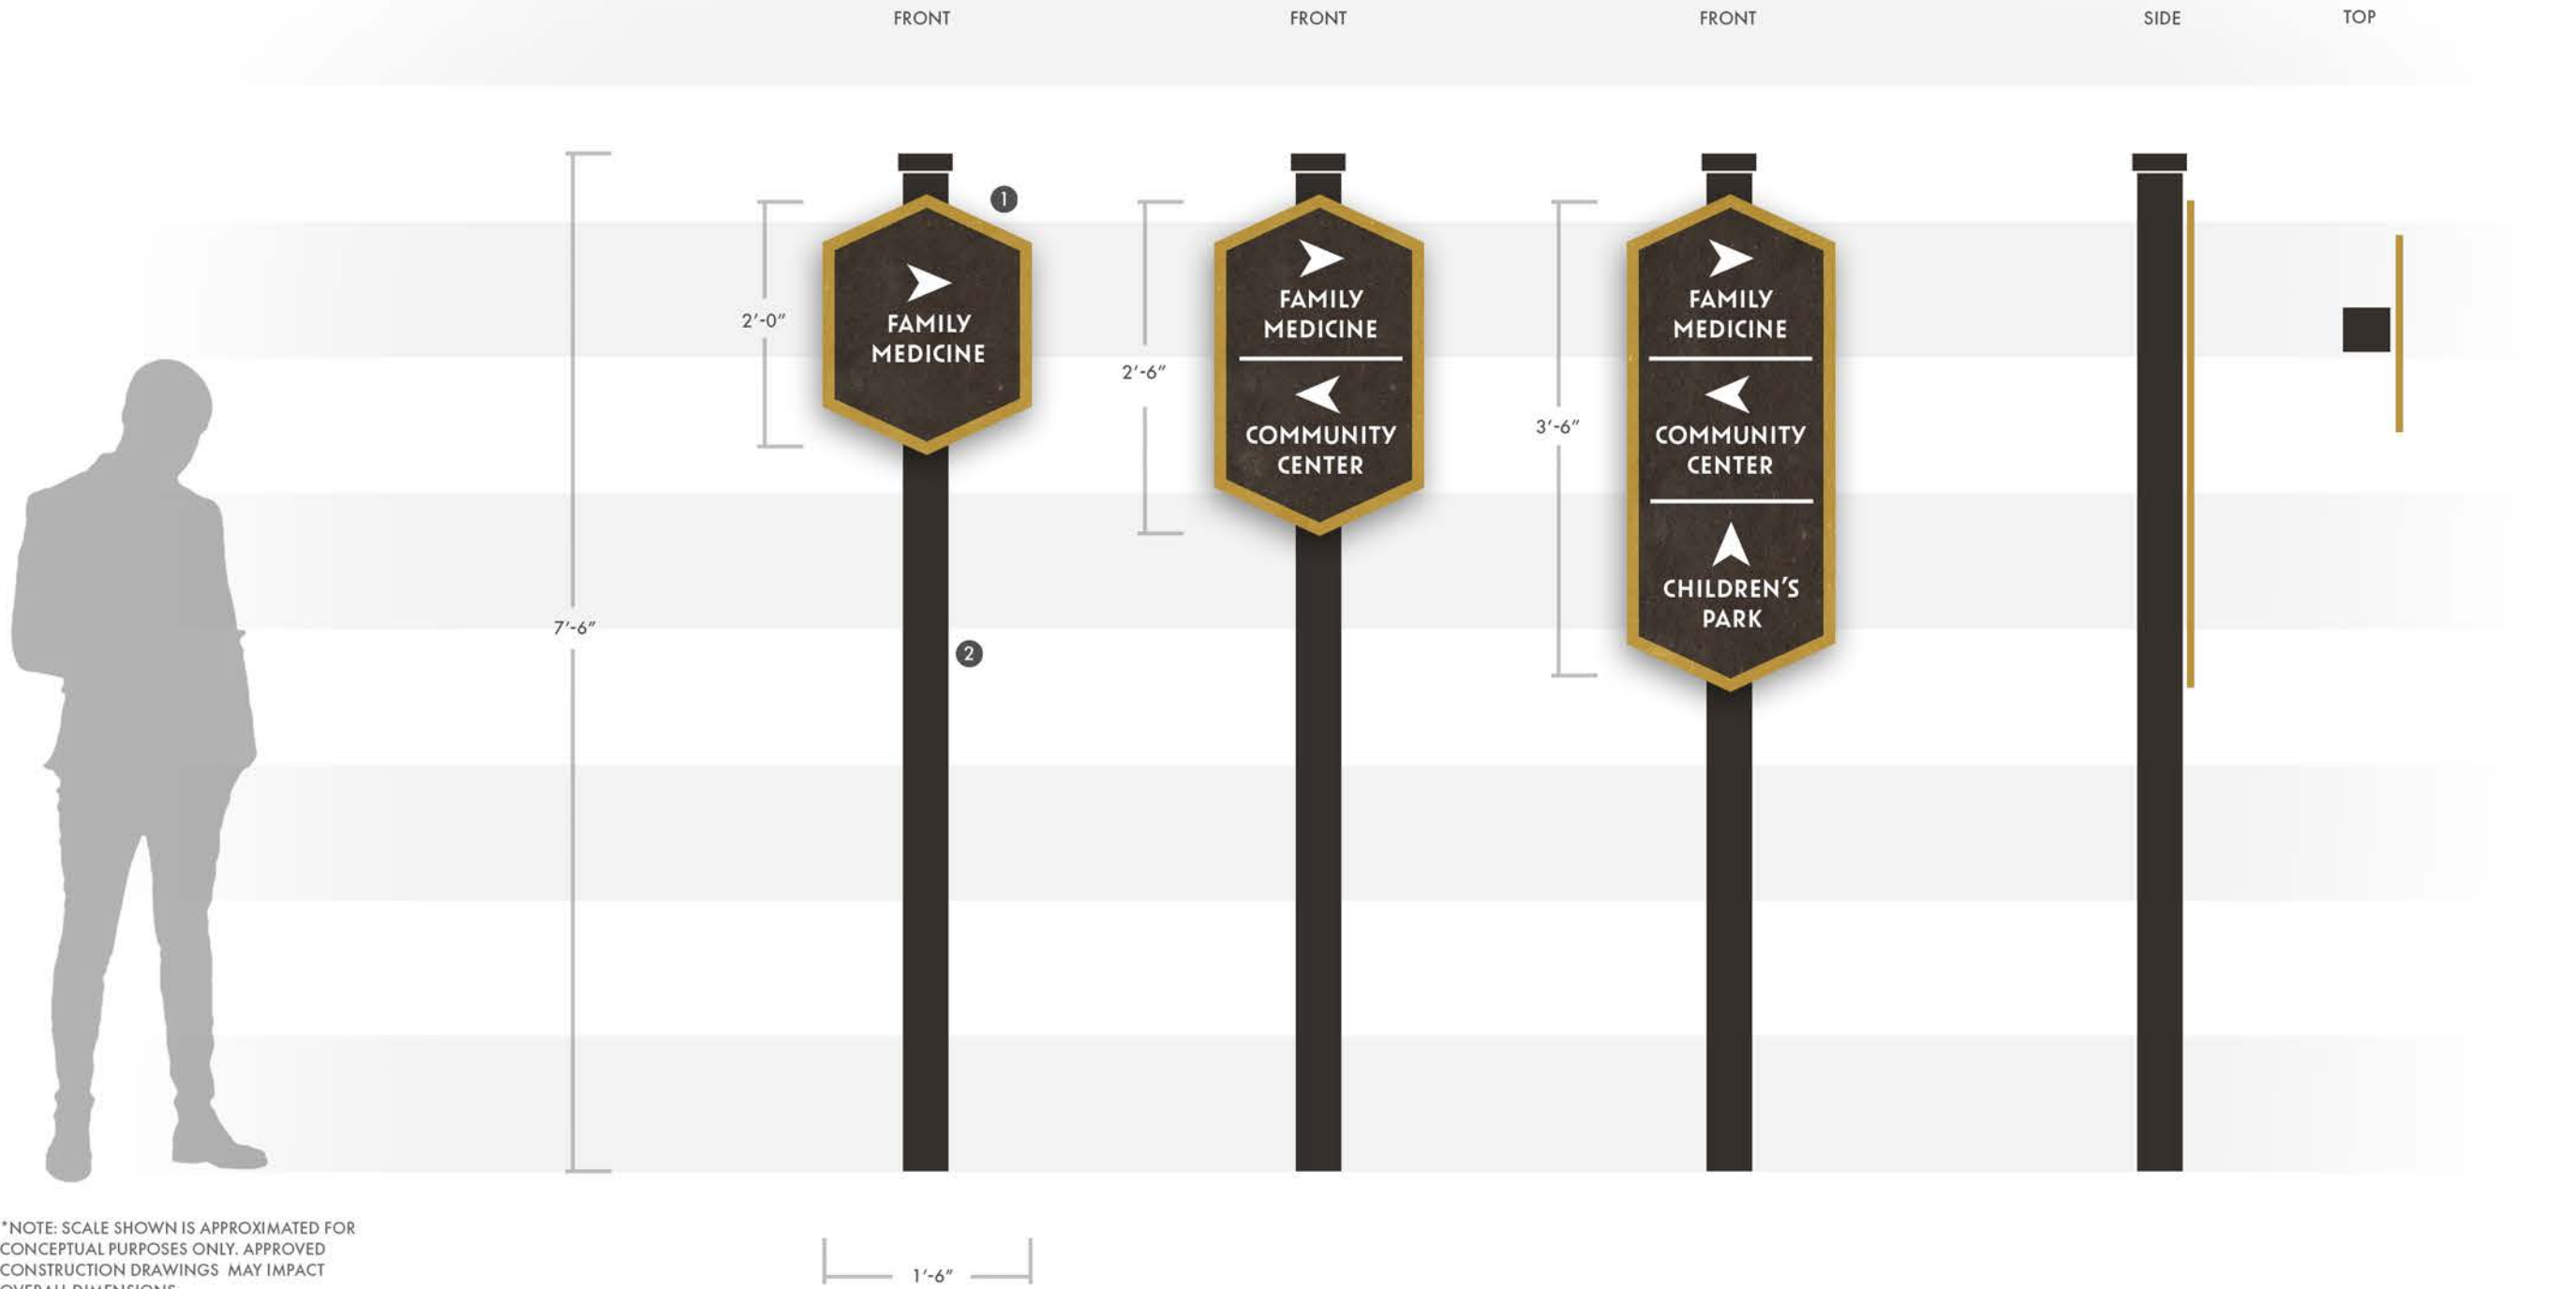 FRONT
FRONT
FRONT
SIDE
TOP
7'-6"
2'-0"
1
FAMILY
MEDICINE
2
2'-6"
FAMILY
MEDICINE
COMMUNITY
CENTER
3'-6"
FAMILY
MEDICINE
COMMUNITY
CENTER
CHILDREN'S
PARK
*NOTE: SCALE SHOWN IS APPROXIMATED FOR
CONCEPTUAL PURPOSES ONLY. APPROVED
CONSTRUCTION DRAWINGS MAY IMPACT
OVERALL DIMENSIONS.
1'-6"